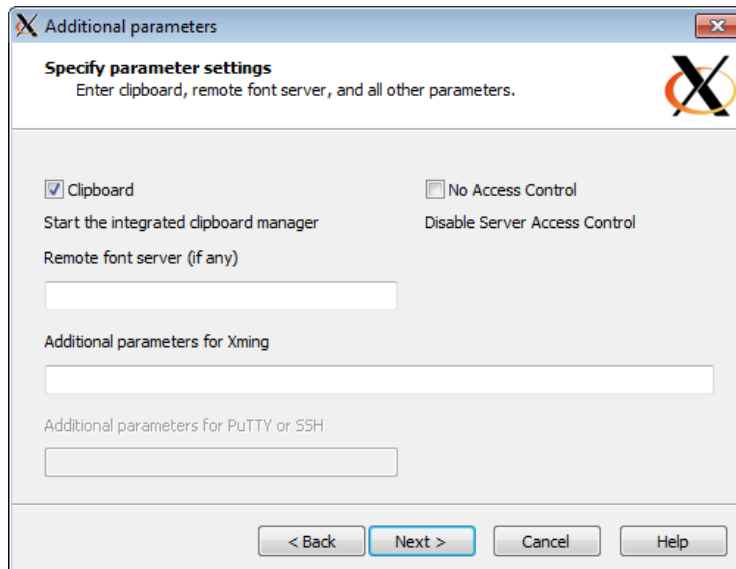 Additional parameters
Specify parameter settings
Enter clipboard, remote font server, and all other parameters.
Clipboard
No Access Control
Start the integrated clipboard manager
Disable Server Access Control
Remote font server (if any)
Additional parameters for Xming
Additional parameters for PuTTY or SSH
< Back
Next >
Cancel
Help